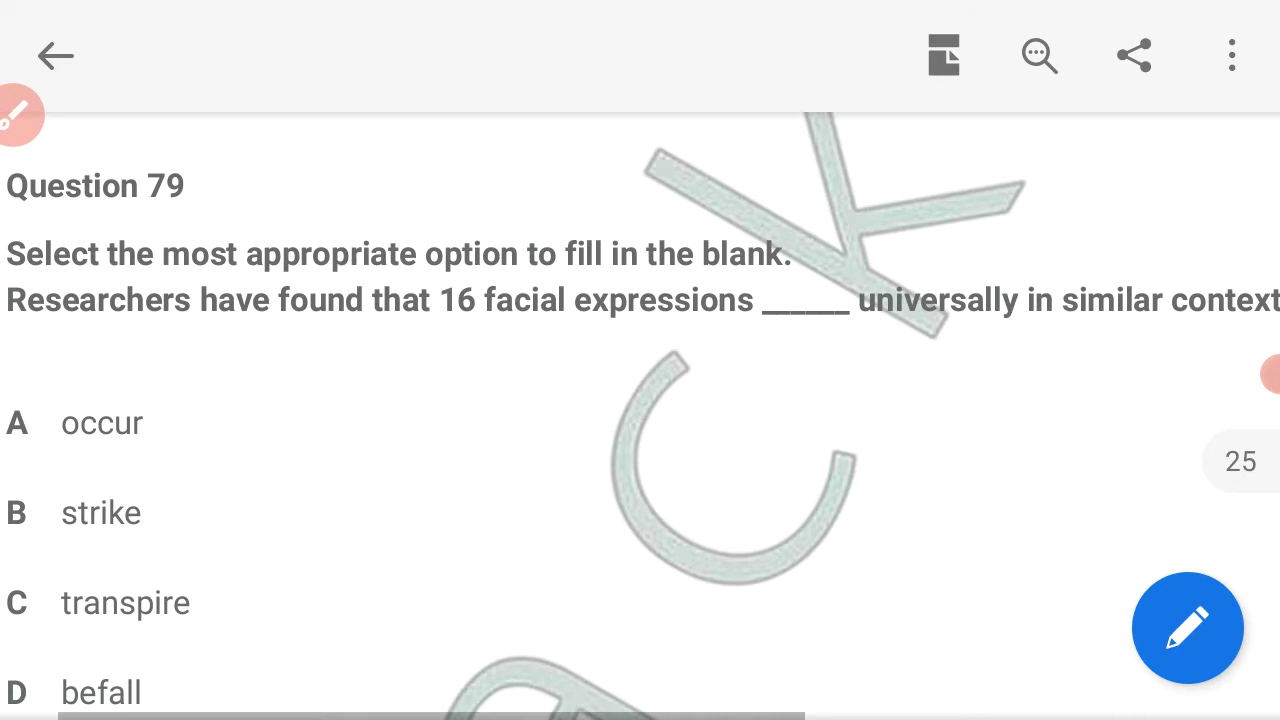 Question 79
Select the most appropriate option to fill in the blank.
Researchers have found that 16 facial expressions ______ universally in similar context
A occur
B strike
25
C transpire
D befall
K
C